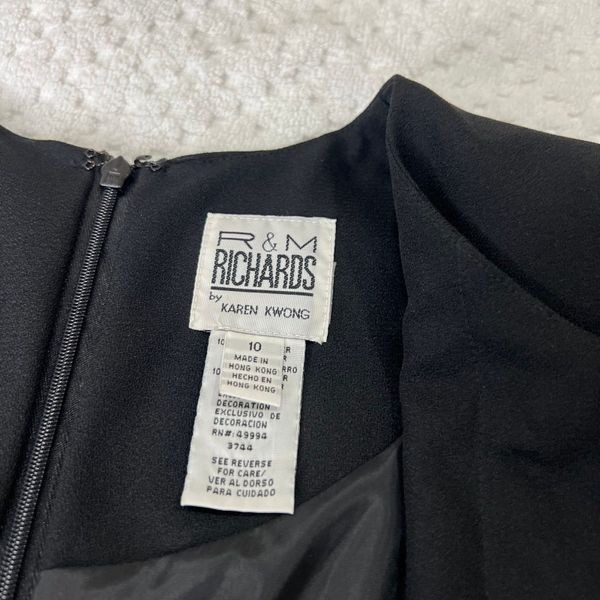 R & M
RICHARDS
by
KAREN KWONG
10
MADE IN
HONG KONG
HECHO EN
HONG KONG
DECORATION
EXCLUSIVO DE
DECORACION
RN#: 49994
3744
SEE REVERSE
FOR CARE/
VER AL DORSO
PARA CUIDADO